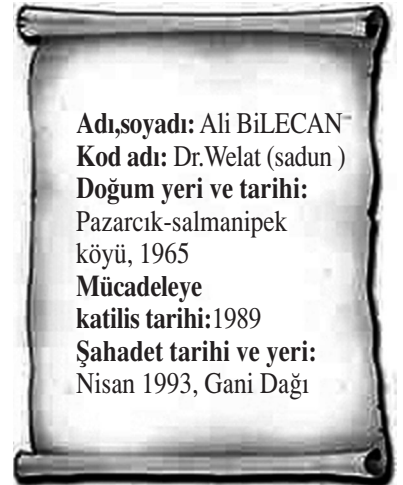 Adı,soyadı: Ali BiLECAN
Kod adı: Dr.Welat (sadun )
Doğum yeri ve tarihi:
Pazarcık-salmanipek
köyü, 1965
Mücadeleye
katilis tarihi:1989
Şahadet tarihi ve yeri:
Nisan 1993, Gani Dağı